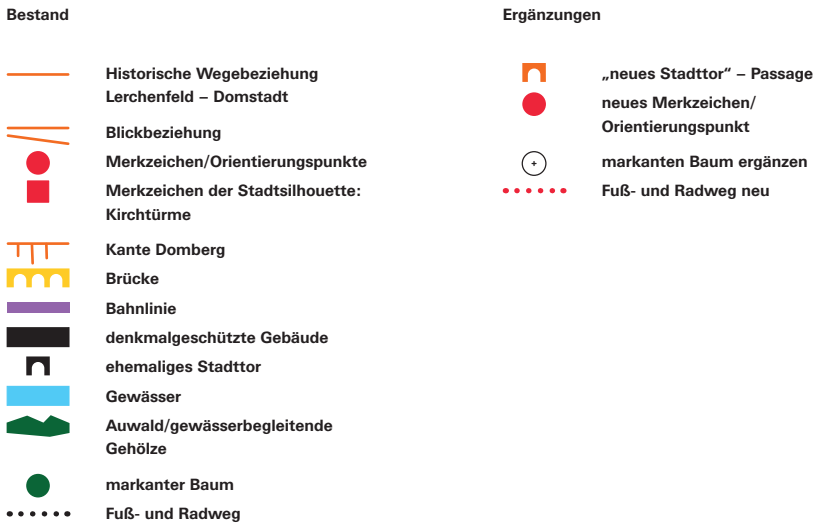 Bestand
Historische Wegebeziehung
Lerchenfeld – Domstadt
Blickbeziehung
Merkzeichen/Orientierungspunkte
Merkzeichen der Stadtsilhouette:
Kirchtürme
Kante Domberg
Brücke
Bahnlinie
denkmalgeschützte Gebäude
ehemaliges Stadttor
Gewässer
Auwald/gewässerbegleitende
Gehölze
markanter Baum
Fuß- und Radweg
Ergänzungen
„neues Stadttor“ – Passage
neues Merkzeichen/
Orientierungspunkt
markanten Baum ergänzen
Fuß- und Radweg neu